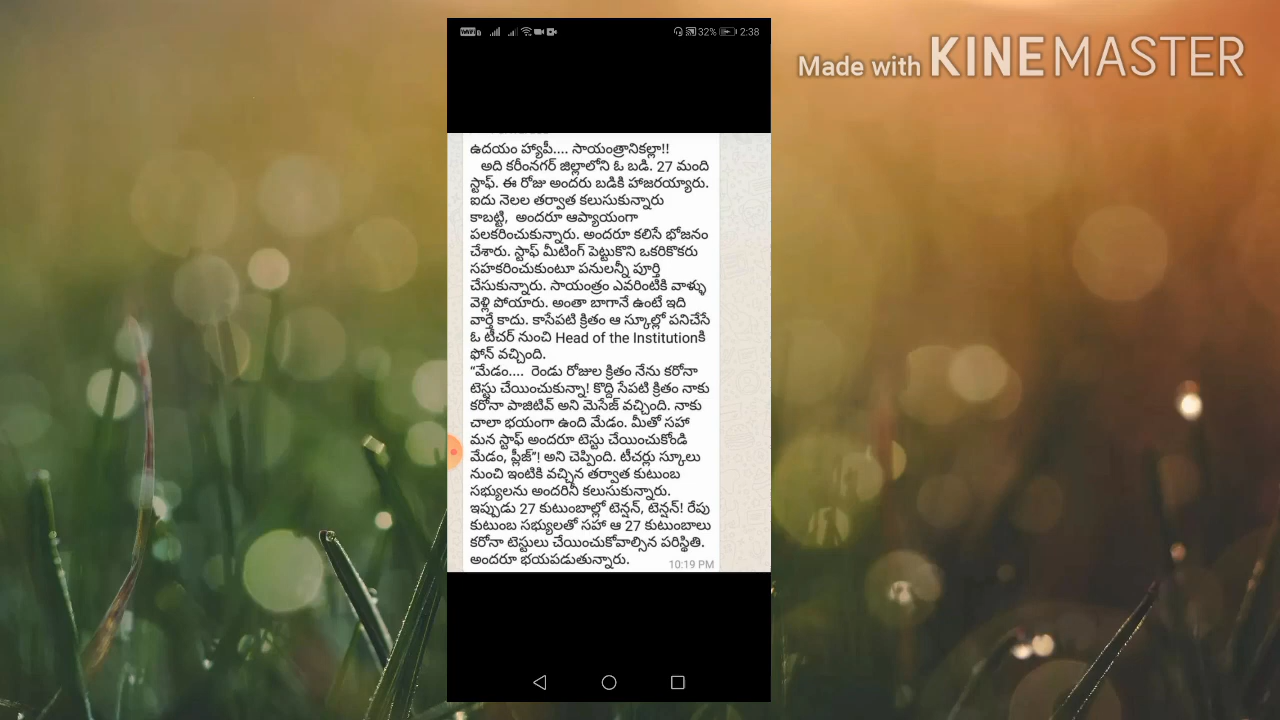 32% 2:38
Made with KINEMASTER
ఉదయం హ్యాపీ.... సాయంత్రానికల్లా!!
అది కరీంనగర్ జిల్లాలోని ఓ బడి. 27 మంది
స్టాఫ్. ఈ రోజు అందరు బడికి హాజరయ్యారు.
ఐదు నెలల తర్వాత కలుసుకున్నారు
కాబట్టి, అందరూ ఆప్యాయంగా
పలకరించుకున్నారు. అందరూ కలిసే భోజనం
చేశారు. స్టాఫ్ మీటింగ్ పెట్టుకొని ఒకరికొకరు
సహకరించుకుంటూ పనులన్నీ పూర్తి
చేసుకున్నారు. సాయంత్రం ఎవరింటికి వాళ్ళు
వెళ్లి పోయారు. అంతా బాగానే ఉంటే ఇది
వార్తే కాదు. కాసేపటి క్రితం ఆ స్కూల్లో పనిచేసే
ఓ టీచర్ నుంచి Head of the Institutionకి
ఫోన్ వచ్చింది.
“మేడం.... రెండు రోజుల క్రితం నేను కరోనా
టెస్టు చేయించుకున్నా! కొద్ది సేపటి క్రితం నాకు
కరోనా పాజిటివ్ అని మెసేజ్ వచ్చింది. నాకు
చాలా భయంగా ఉంది మేడం. మీతో సహా
మన స్టాఫ్ అందరూ టెస్టు చేయించుకోండి
మేడం, ప్లీజ్”! అని చెప్పింది. టీచర్లు స్కూలు
నుంచి ఇంటికి వచ్చిన తర్వాత కుటుంబ
సభ్యులను అందరినీ కలుసుకున్నారు.
ఇప్పుడు 27 కుటుంబాల్లో టెన్షన్, టెన్షన్! రేపు
కుటుంబ సభ్యులతో సహా ఆ 27 కుటుంబాలు
కరోనా టెస్టులు చేయించుకోవాల్సిన పరిస్థితి.
అందరూ భయపడుతున్నారు.
10:19 PM